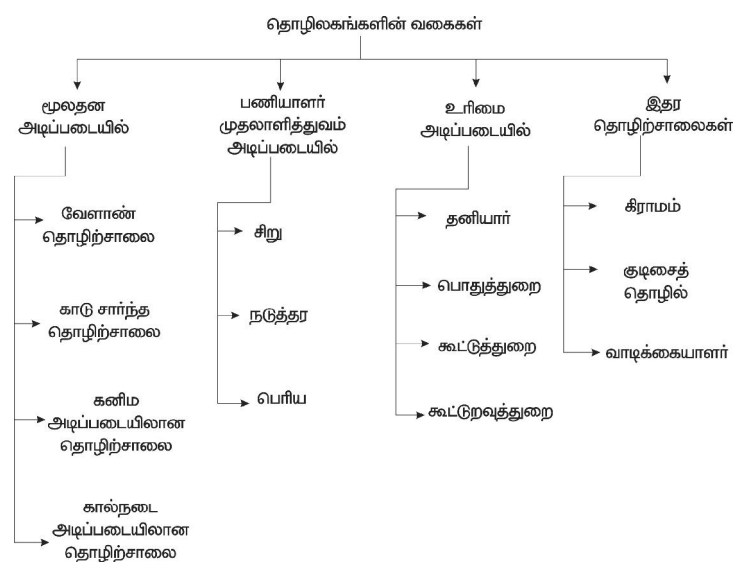 தொழிலகங்களின் வகைகள்
மூலதன
அடிப்படையில்
வேளாண்
தொழிற்சாலை
காடு சார்ந்த
தொழிற்சாலை
கனிம
அடிப்படையிலான
தொழிற்சாலை
கால்நடை
அடிப்படையிலான
தொழிற்சாலை
பணியாளர்
முதலாளித்துவம்
அடிப்படையில்
சிறு
நடுத்தர
பெரிய
உரிமை
அடிப்படையில்
தனியார்
பொதுத்துறை
கூட்டுத்துறை
கூட்டுறவுத்துறை
இதர
தொழிற்சாலைகள்
கிராமம்
குடிசைத்
தொழில்
வாடிக்கையாளர்